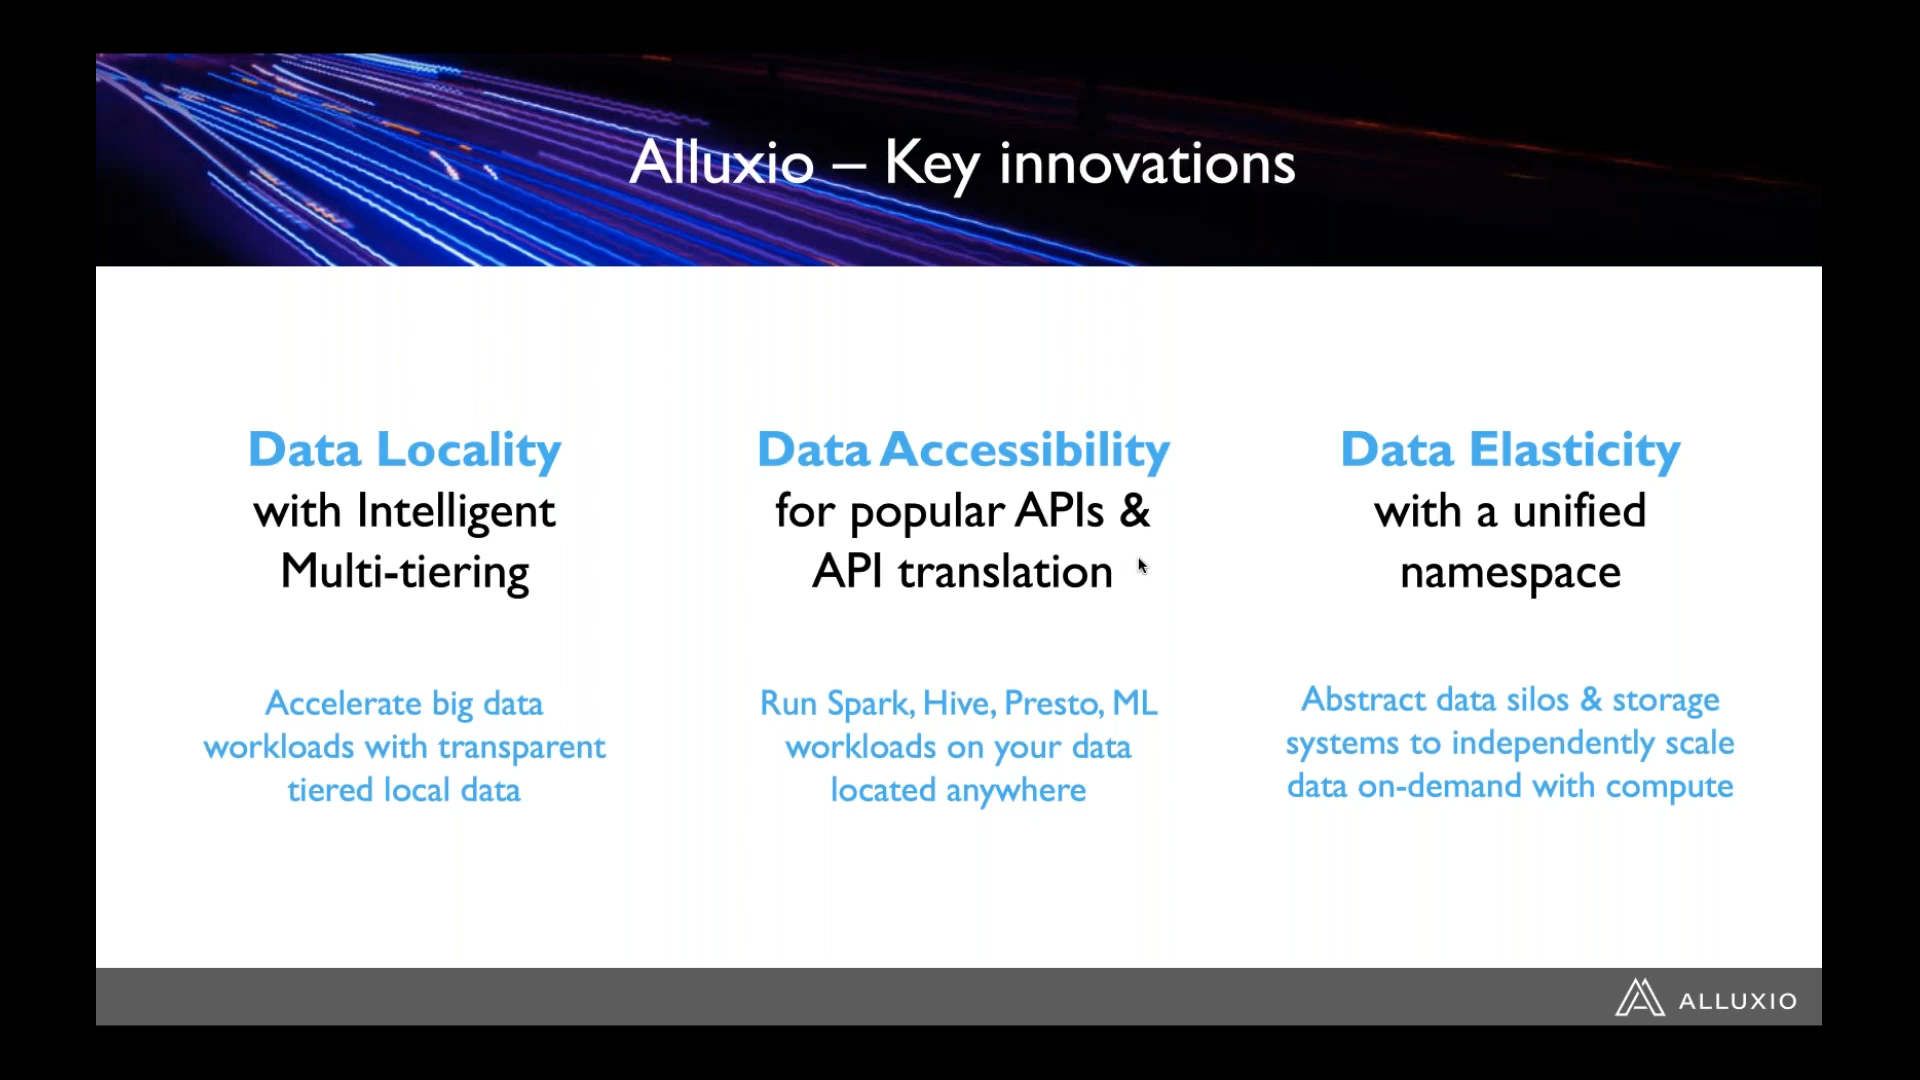 Alluxio – Key innovations
Data Locality
with Intelligent
Multi-tiering
Accelerate big data
workloads with transparent
tiered local data
Data Accessibility
for popular APIs &
API translation
Run Spark, Hive, Presto, ML
workloads on your data
located anywhere
Data Elasticity
with a unified
namespace
Abstract data silos & storage
systems to independently scale
data on-demand with compute
ALLUXIO